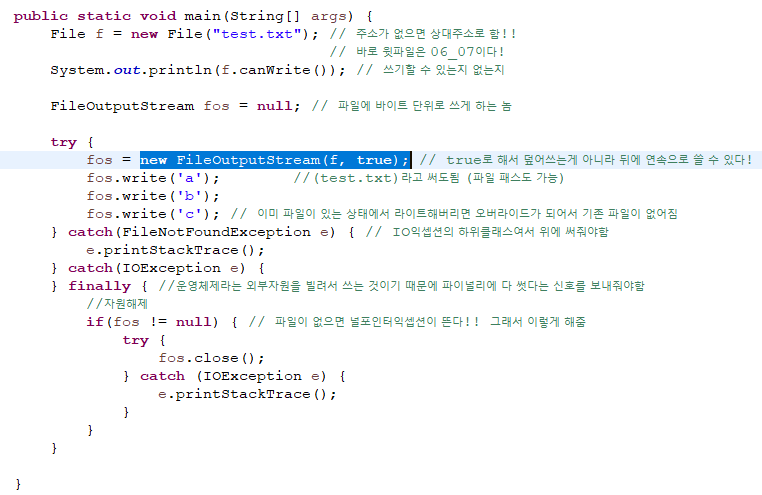 public static void main(String[] args) {
File f = new File("test.txt"); // 주소가 없으면 상대주소로 함!!
// 바로 윗파일은 06_07이다!
System.out.println(f.canWrite()); // 쓰기할 수 있는지 없는지
FileOutputStream fos = null; // 파일에 바이트 단위로 쓰게 하는 놈
try {
fos = new FileOutputStream(f, true); // true로 해서 덮어쓰는게 아니라 뒤에 연속으로 쓸 수 있다!
fos.write('a'); //(test.txt)라고 써도됨 (파일 패스도 가능)
fos.write('b');
fos.write('c'); // 이미 파일이 있는 상태에서 라이트해버리면 오버라이드가 되어서 기존 파일이 없어짐
} catch(FileNotFoundException e) { // IO익셉션의 하위클래스여서 위에 써줘야함
e.printStackTrace();
} catch(IOException e) {
} finally { //운영체제라는 외부자원을 빌려서 쓰는 것이기 때문에 파이널리에 다 썻다는 신호를 보내줘야함
//자원해제
if(fos != null) { // 파일이 없으면 널포인터익셉션이 뜬다!! 그래서 이렇게 해줌
try {
fos.close();
} catch (IOException e) {
e.printStackTrace();
}
}
}
}